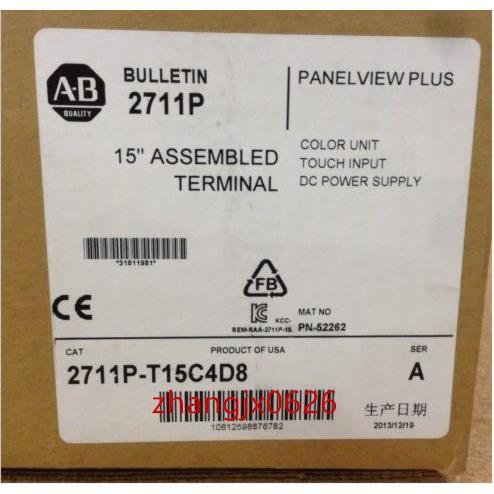 A-B
QUALITY
BULLETIN
2711P
PANELVIEW PLUS
15" ASSEMBLED
TERMINAL
COLOR UNIT
TOUCH INPUT
DC POWER SUPPLY
*31611981*
FB
CE
KC
KCC-
REM-RAA-2711P-15
MAT NO
PN-52262
CAT
PRODUCT OF USA
SER
2711P-T15C4D8
A
zhangjx0626
10612598876782
生产日期
2013/12/19